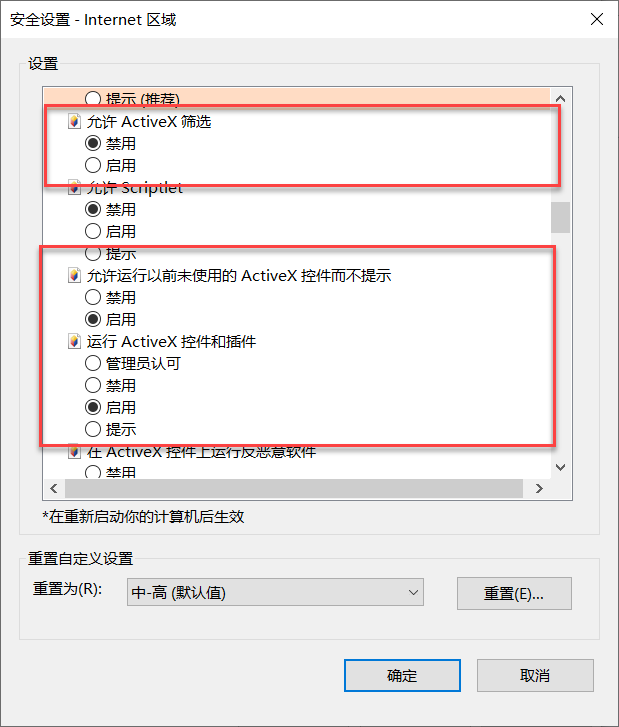 安全设置 - Internet 区域
设置
提示 (推荐)
允许 ActiveX 筛选
禁用
启用
允许 Scriptlet
禁用
启用
提示
允许运行以前未使用的 ActiveX 控件而不提示
禁用
启用
运行 ActiveX 控件和插件
管理员认可
禁用
启用
提示
在 ActiveX 控件上运行反恶意软件
禁用
*在重新启动你的计算机后生效
重置自定义设置
重置为(R):
中-高 (默认值)
重置(E)...
确定
取消